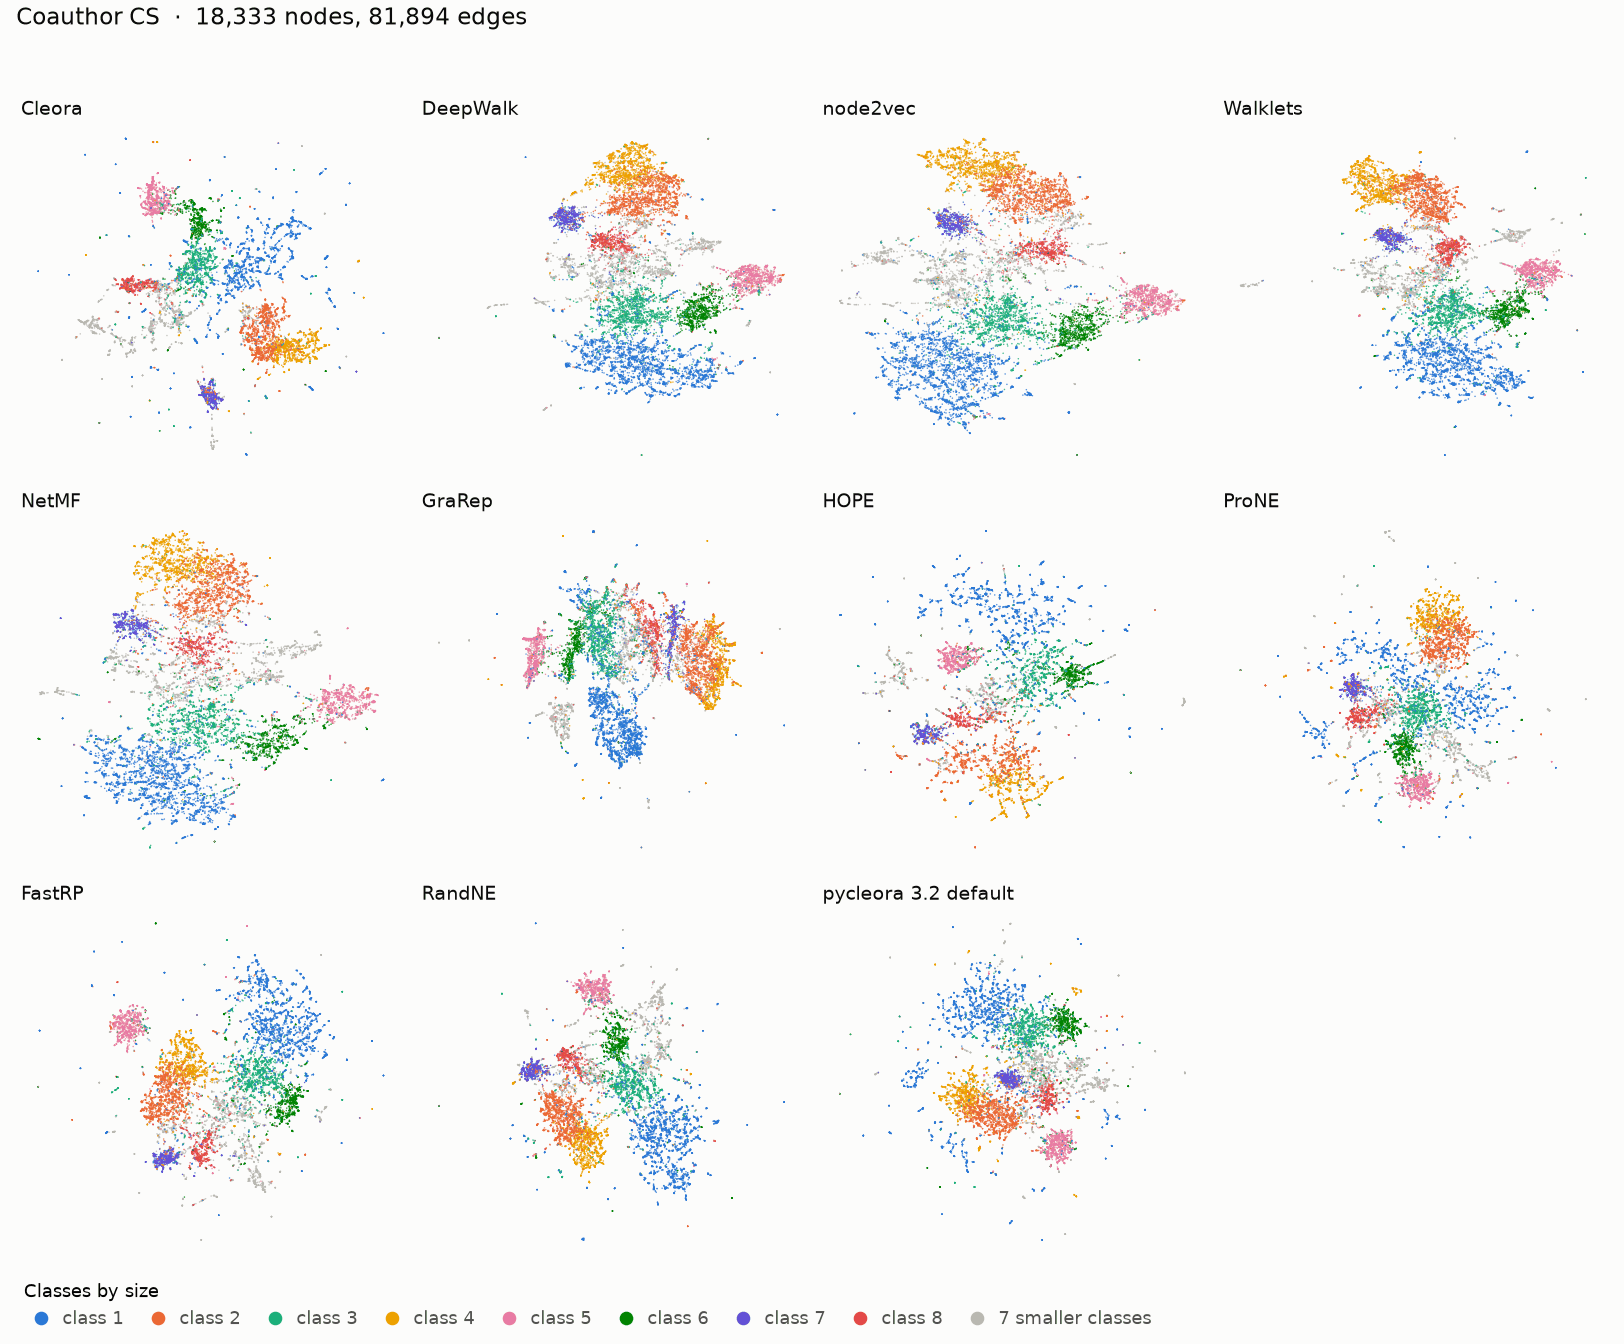 Coauthor CS · 18,333 nodes, 81,894 edges
Cleora
DeepWalk
node2vec
Walklets
NetMF
GraRep
HOPE
ProNE
FastRP
RandNE
pycleora 3.2 default
Classes by size
class 1
class 2
class 3
class 4
class 5
class 6
class 7
class 8
7 smaller classes